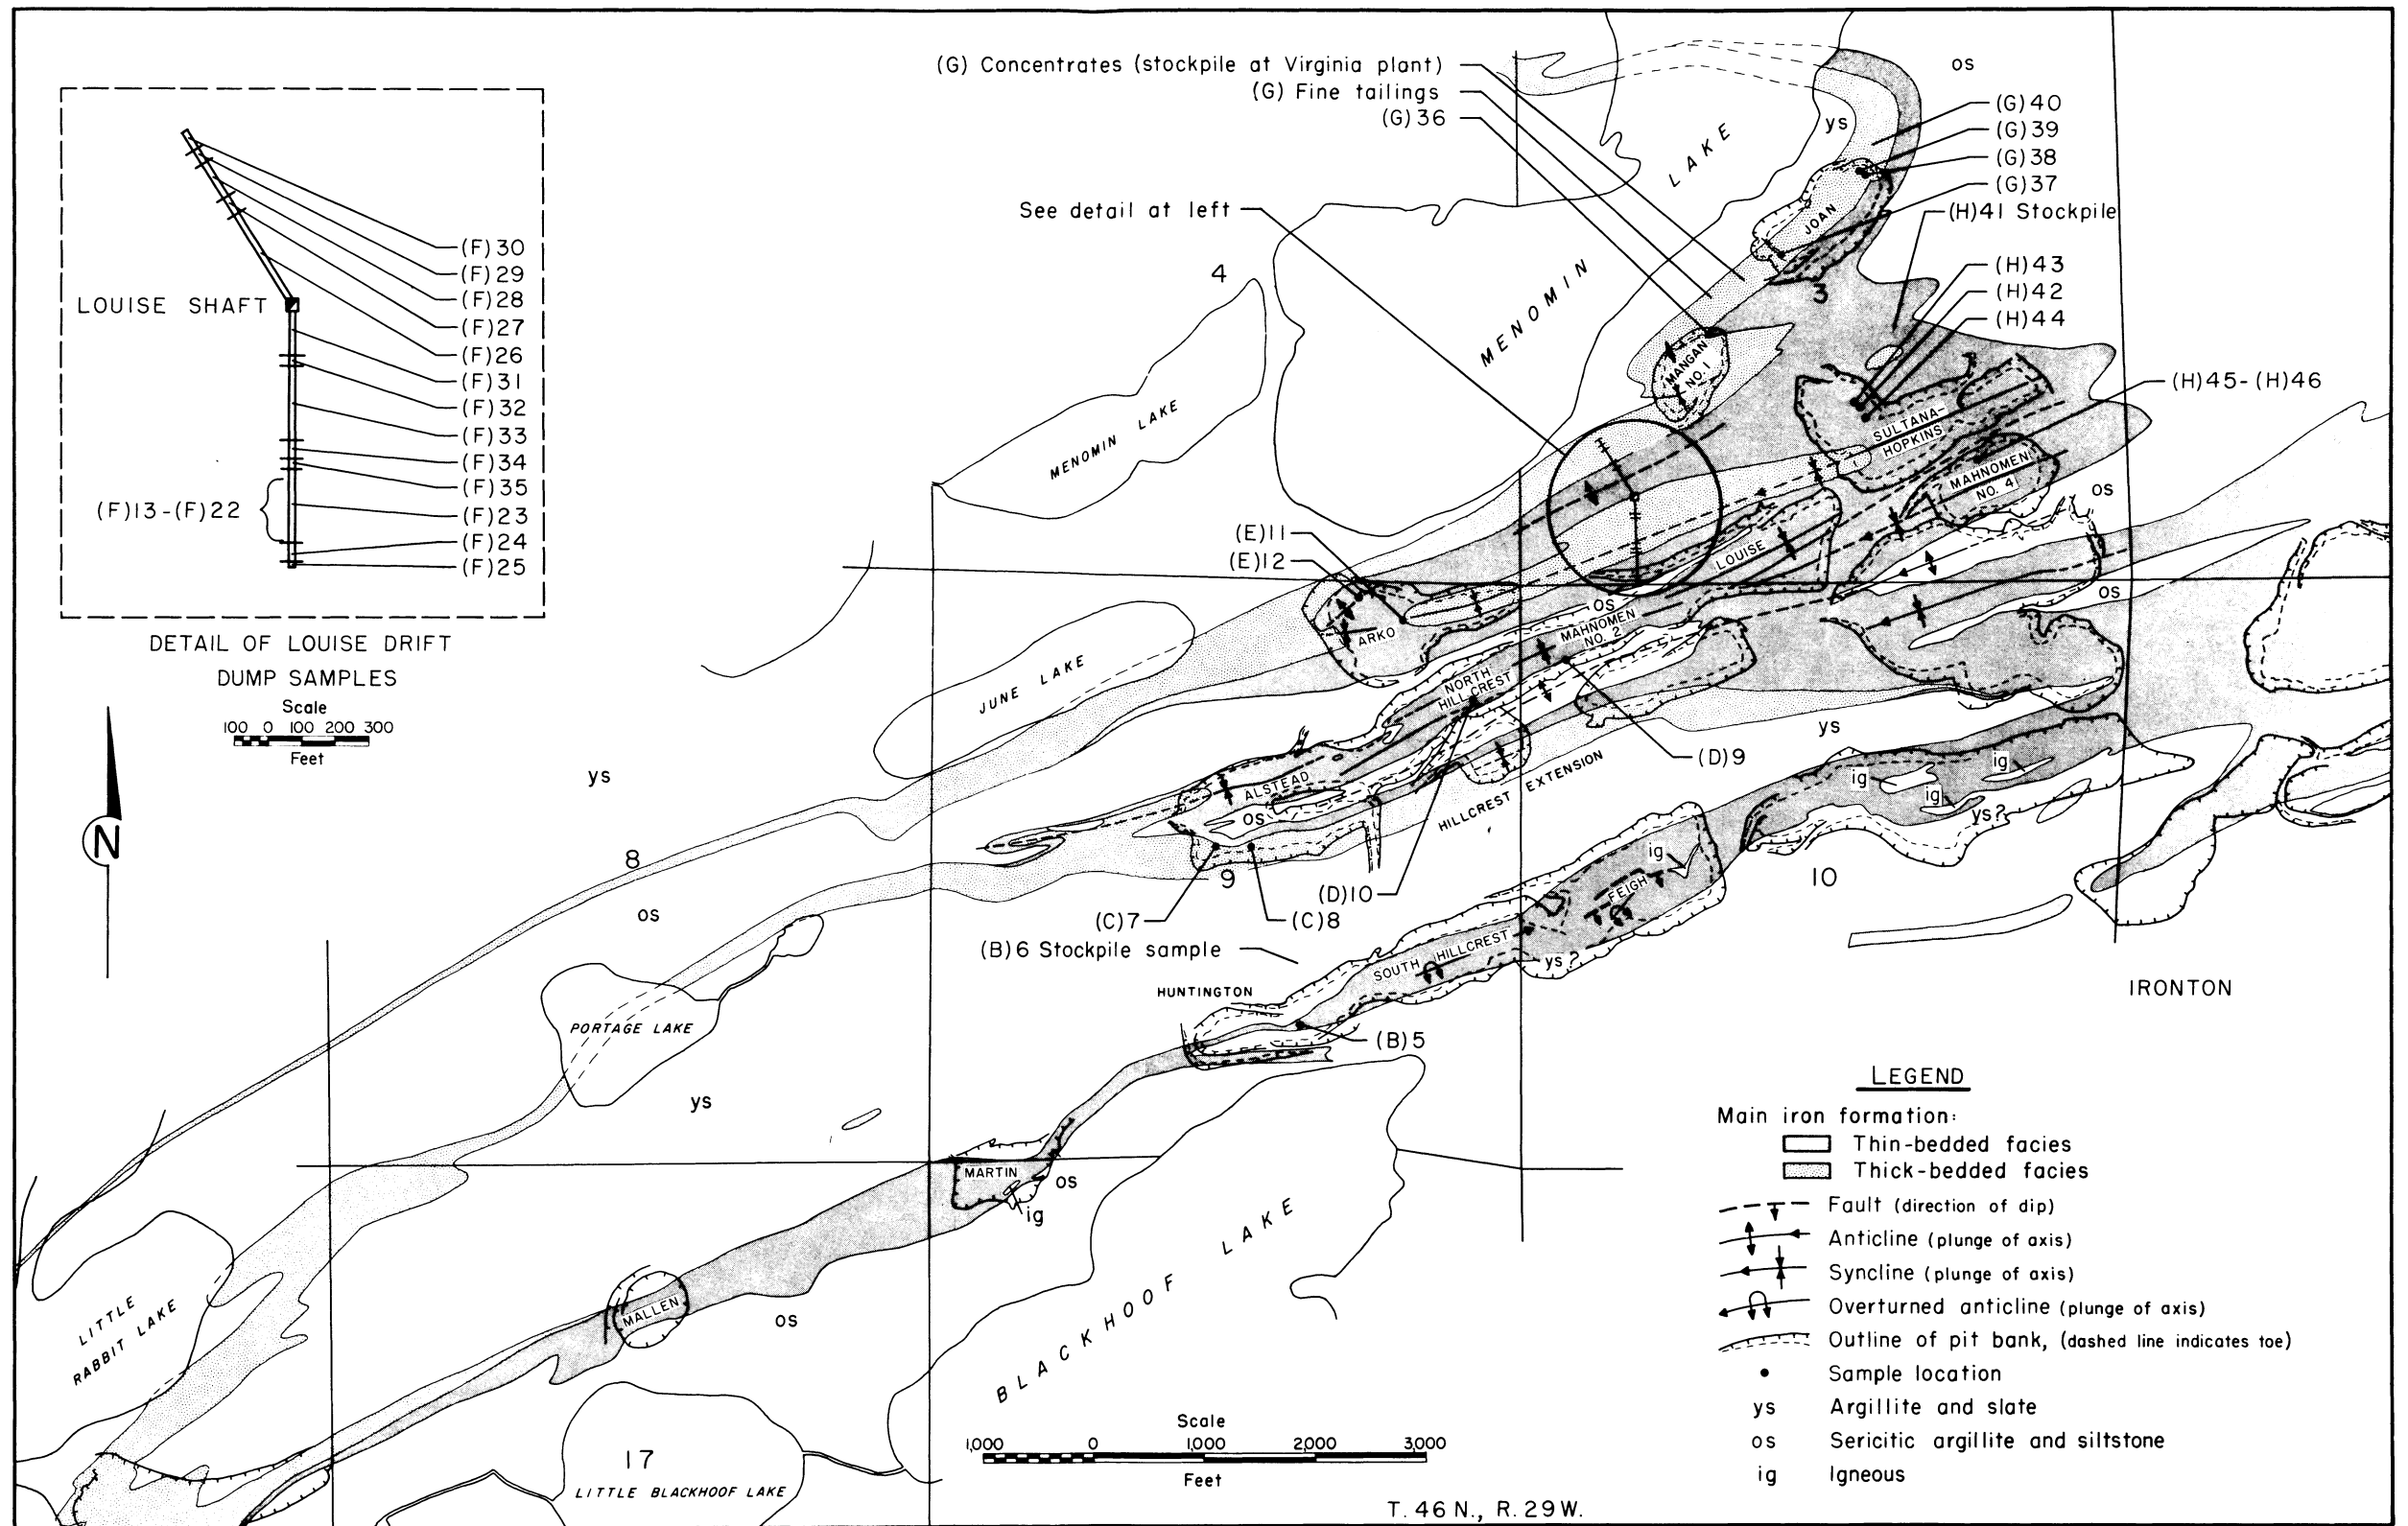 (G) Concentrates (stockpile at Virginia plant)
(G) Fine tailings
(G) 36
See detail at left
os
ys
(G) 40
(G) 39
(G) 38
(G) 37
(H) 41 Stockpile
(H) 43
(H) 42
(H) 44
(H) 45-(H) 46
JOAN
3
MANGAN
NO. 1
SULTANA-
HOPKINS
MAHNOMEN
NO. 4
os
os
LOUISE
MENOMIN LAKE
4
MENOMIN LAKE
LOUISE SHAFT
(F) 30
(F) 29
(F) 28
(F) 27
(F) 26
(F) 31
(F) 32
(F) 33
(F) 34
(F) 35
(F) 13-(F) 22
(F) 23
(F) 24
(F) 25
DETAIL OF LOUISE DRIFT
DUMP SAMPLES
Scale
100 0 100 200 300
Feet
N
(E) 11
(E) 12
ARKO
os
MAHNOMEN
NO. 2
NORTH
HILLCREST
JUNE LAKE
ALSTEAD
os
HILLCREST EXTENSION
ys
(D) 9
(D) 10
9
(C) 7
(C) 8
(B) 6 Stockpile sample
ys
8
os
ig
ig
ig
ys?
ig
FEIGH
10
SOUTH HILLCREST
ys?
HUNTINGTON
(B) 5
IRONTON
PORTAGE LAKE
ys
MARTIN
os
ig
BLACKHOOF LAKE
MALLEN
os
LITTLE
RABBIT LAKE
17
LITTLE BLACKHOOF LAKE
Scale
1,000 0 1,000 2,000 3,000
Feet
T. 46 N., R. 29 W.
LEGEND
Main iron formation:
Thin-bedded facies
Thick-bedded facies
Fault (direction of dip)
Anticline (plunge of axis)
Syncline (plunge of axis)
Overturned anticline (plunge of axis)
Outline of pit bank, (dashed line indicates toe)
Sample location
ys Argillite and slate
os Sericitic argillite and siltstone
ig Igneous